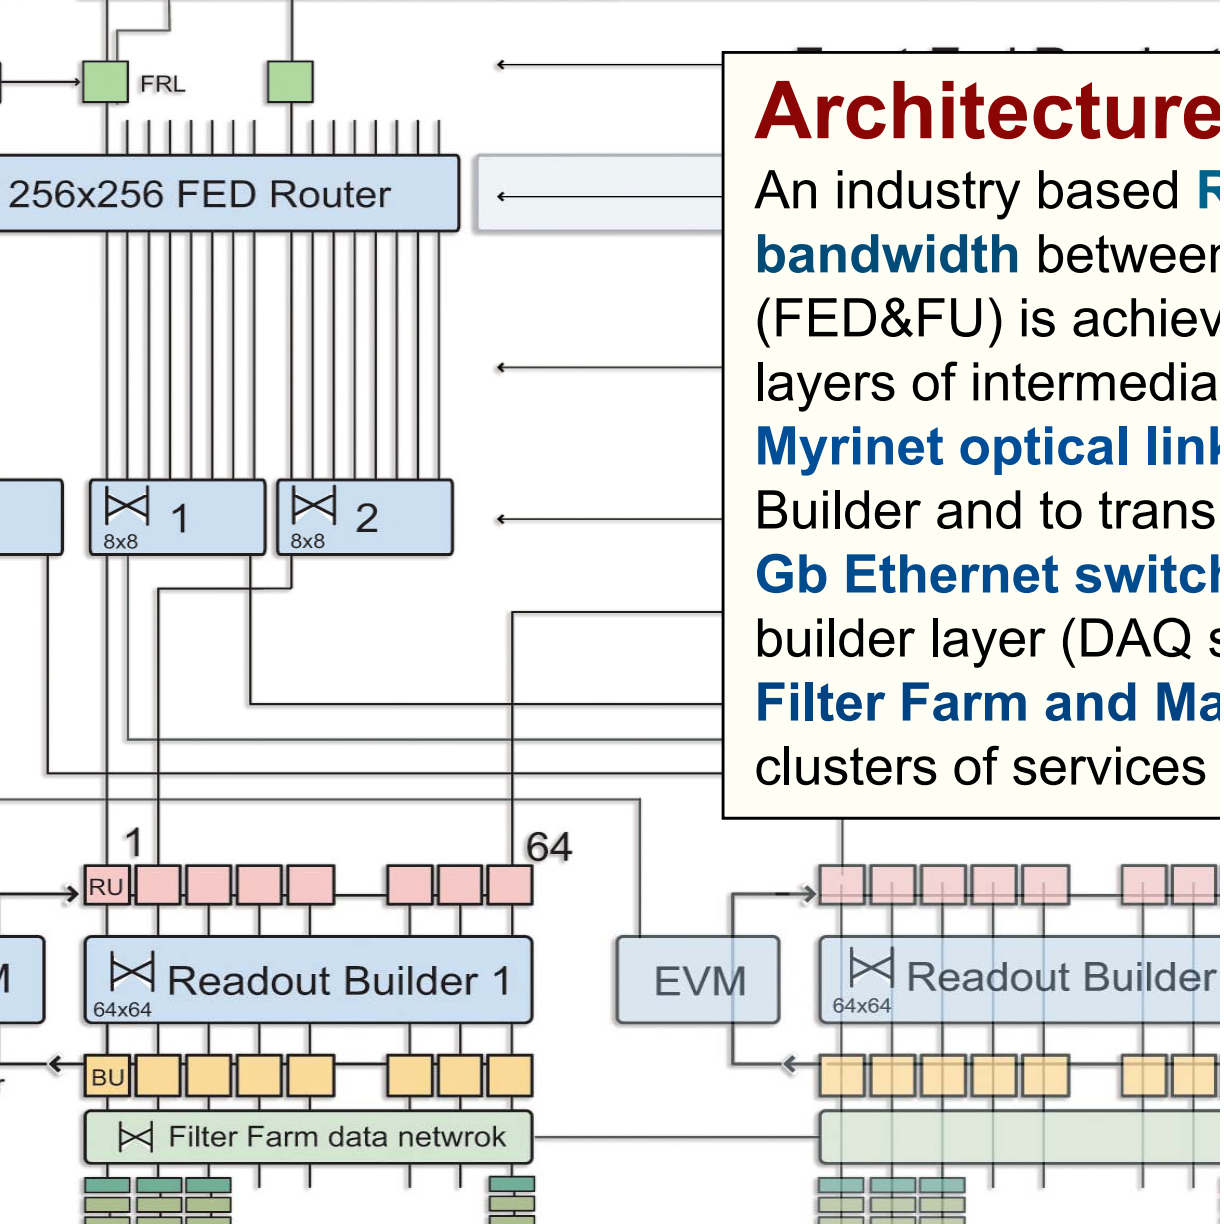 FRL
256x256 FED Router
Architecture
An industry based
bandwidth between
(FED&FU) is achiev
layers of intermedia
Myrinet optical link
Builder and to trans
Gb Ethernet switch
builder layer (DAQ s
Filter Farm and Ma
clusters of services
1
8x8
2
8x8
1
64
RU
Readout Builder 1
64x64
EVM
Readout Builder
64x64
BU
Filter Farm data netwrok